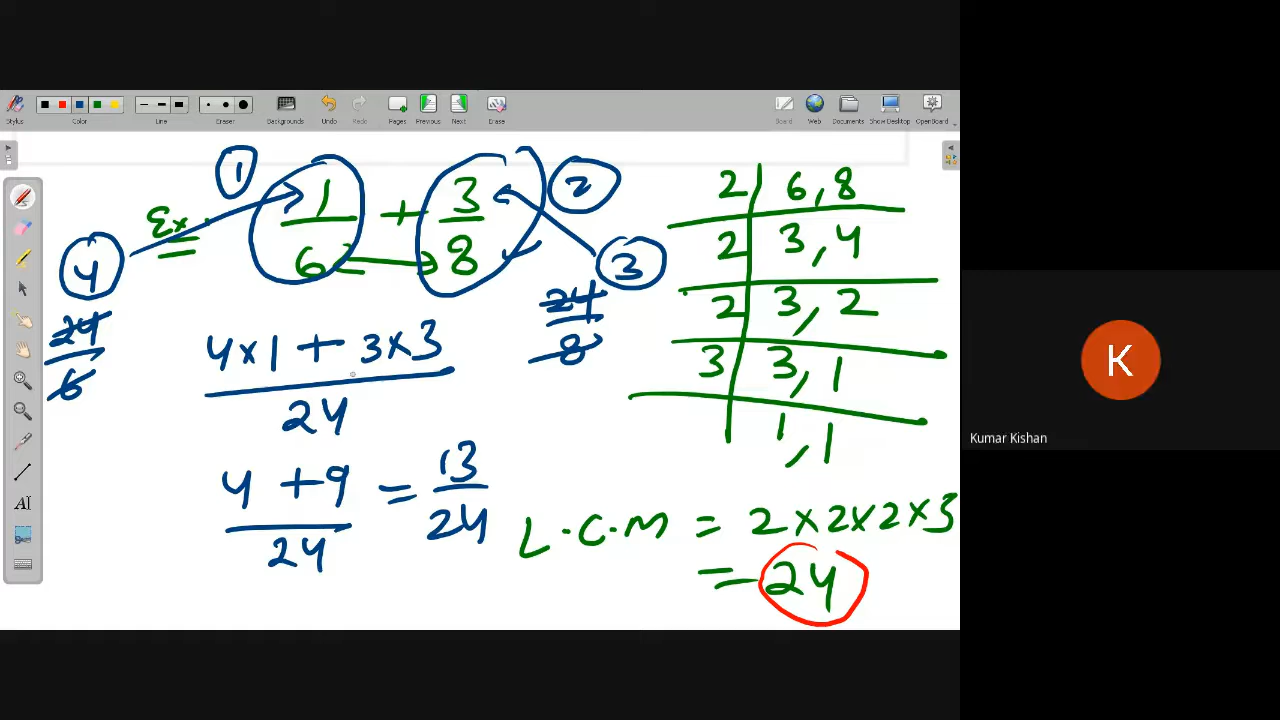 Stylus Color Line Eraser Backgrounds Undo Redo Pages Previous Next Erase Board Web Documents Show Desktop OpenBoard
Ex
① 1/6 + 3/8 ②
④ ③
24/6
24/8
4×1 + 3×3
24
4 + 9
24
= 13/24
2 | 6, 8
2 | 3, 4
2 | 3, 2
3 | 3, 1
1, 1
L.C.M = 2×2×2×3
= 24
K
Kumar Kishan